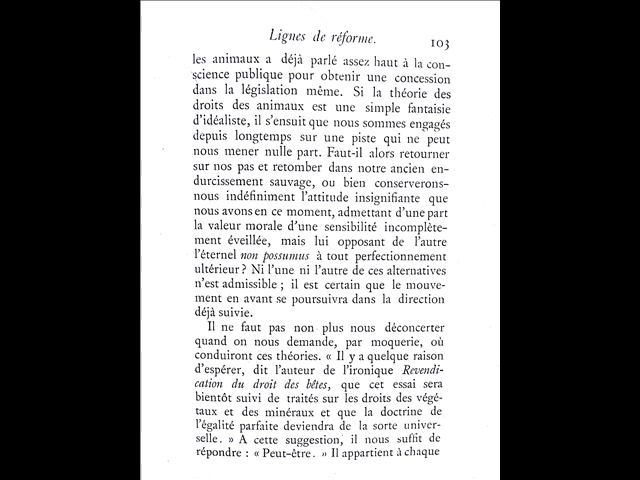 Lignes de réforme. 103
les animaux a déjà parlé assez haut à la con-
science publique pour obtenir une concession
dans la législation même. Si la théorie des
droits des animaux est une simple fantaisie
d'idéaliste, il s'ensuit que nous sommes engagés
depuis longtemps sur une piste qui ne peut
nous mener nulle part. Faut-il alors retourner
sur nos pas et retomber dans notre ancien en-
durcissement sauvage, ou bien conserverons-
nous indéfiniment l'attitude insignifiante que
nous avons en ce moment, admettant d'une part
la valeur morale d'une sensibilité incomplète-
ment éveillée, mais lui opposant de l'autre
l'éternel non possumus à tout perfectionnement
ultérieur ? Ni l'une ni l'autre de ces alternatives
n'est admissible ; il est certain que le mouve-
ment en avant se poursuivra dans la direction
déjà suivie.
Il ne faut pas non plus nous déconcerter
quand on nous demande, par moquerie, où
conduiront ces théories. « Il y a quelque raison
d'espérer, dit l'auteur de l'ironique Revendi-
cation du droit des bêtes, que cet essai sera
bientôt suivi de traités sur les droits des végé-
taux et des minéraux et que la doctrine de
l'égalité parfaite deviendra de la sorte univer-
selle. » A cette suggestion, il nous suffit de
répondre : « Peut-être. » Il appartient à chaque